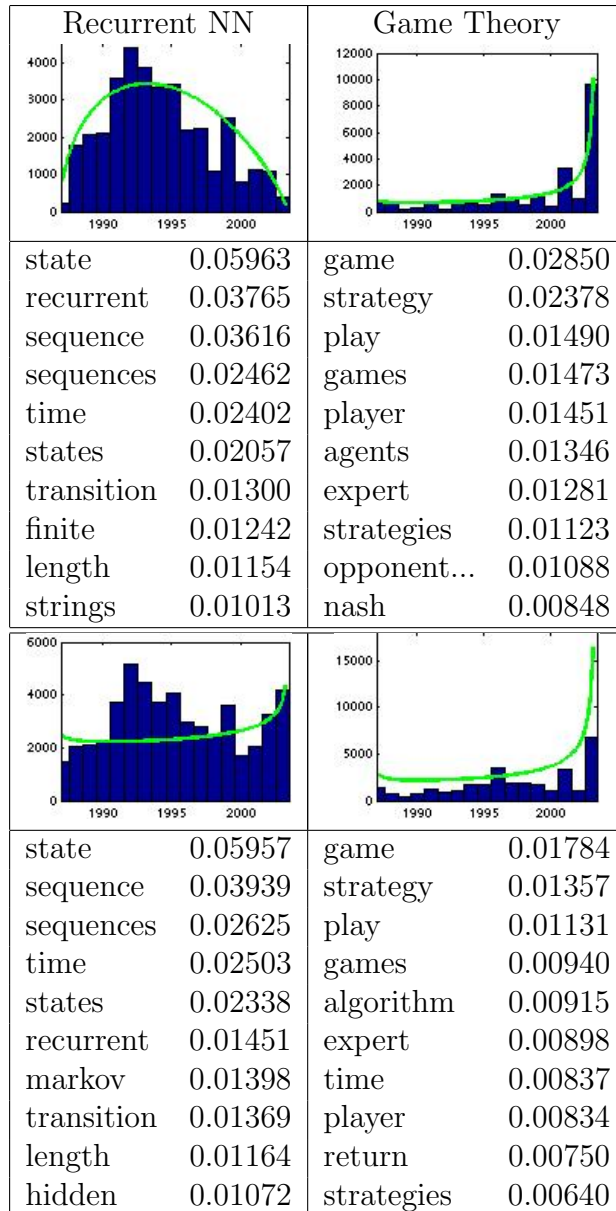 Recurrent NN Game Theory
4000
3000
2000
1000
0
1990 1995 2000
12000
10000
8000
6000
4000
2000
0
1990 1995 2000
state 0.05963 game 0.02850
recurrent 0.03765 strategy 0.02378
sequence 0.03616 play 0.01490
sequences 0.02462 games 0.01473
time 0.02402 player 0.01451
states 0.02057 agents 0.01346
transition 0.01300 expert 0.01281
finite 0.01242 strategies 0.01123
length 0.01154 opponent... 0.01088
strings 0.01013 nash 0.00848
6000
4000
2000
0
1990 1995 2000
15000
10000
5000
0
1990 1995 2000
state 0.05957 game 0.01784
sequence 0.03939 strategy 0.01357
sequences 0.02625 play 0.01131
time 0.02503 games 0.00940
states 0.02338 algorithm 0.00915
recurrent 0.01451 expert 0.00898
markov 0.01398 time 0.00837
transition 0.01369 player 0.00834
length 0.01164 return 0.00750
hidden 0.01072 strategies 0.00640